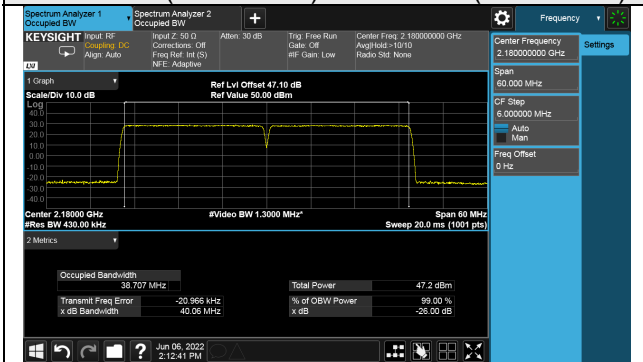 Spectrum Analyzer 1
Occupied BW
Spectrum Analyzer 2
Occupied BW
Frequency
KEYSIGHT
Input: RF
Coupling: DC
Align: Auto
Input Z: 50 Ω
Corrections: Off
Freq Ref: Int (S)
NFE: Adaptive
Atten: 30 dB
Trig: Free Run
Gate: Off
#IF Gain: Low
Center Freq: 2.180000000 GHz
Avg|Hold:>10/10
Radio Std: None
LXI
Center Frequency
2.180000000 GHz
Settings
Span
60.000 MHz
CF Step
6.000000 MHz
Auto
Man
Freq Offset
0 Hz
1 Graph
Scale/Div 10.0 dB
Ref Lvl Offset 47.10 dB
Ref Value 50.00 dBm
Log
40.0
30.0
20.0
10.0
0.00
-10.0
-20.0
-30.0
-40.0
Center 2.18000 GHz
#Video BW 1.3000 MHz*
Span 60 MHz
#Res BW 430.00 kHz
Sweep 20.0 ms (1001 pts)
2 Metrics
Occupied Bandwidth
38.707 MHz
Total Power
47.2 dBm
Transmit Freq Error
-20.966 kHz
% of OBW Power
99.00 %
x dB Bandwidth
40.06 MHz
x dB
-26.00 dB
?
Jun 06, 2022
2:12:41 PM